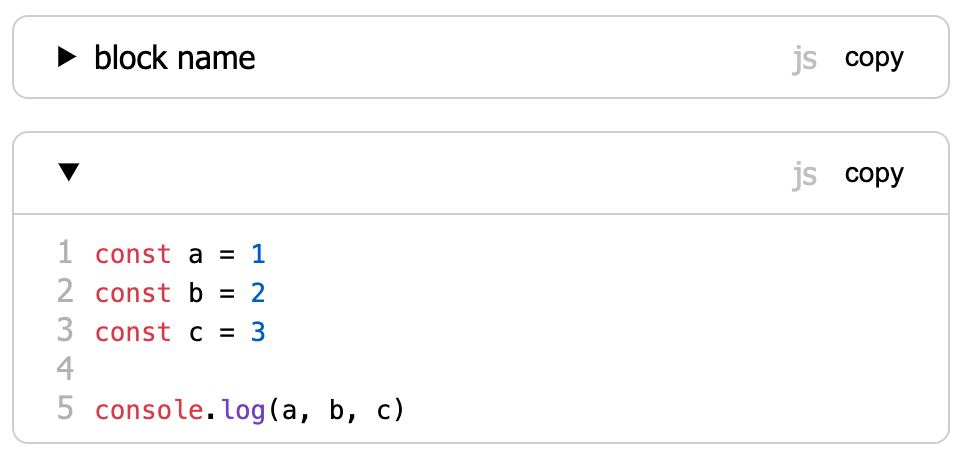 ▶ block name js copy
▼ js copy
1 const a = 1
2 const b = 2
3 const c = 3
4
5 console.log(a, b, c)